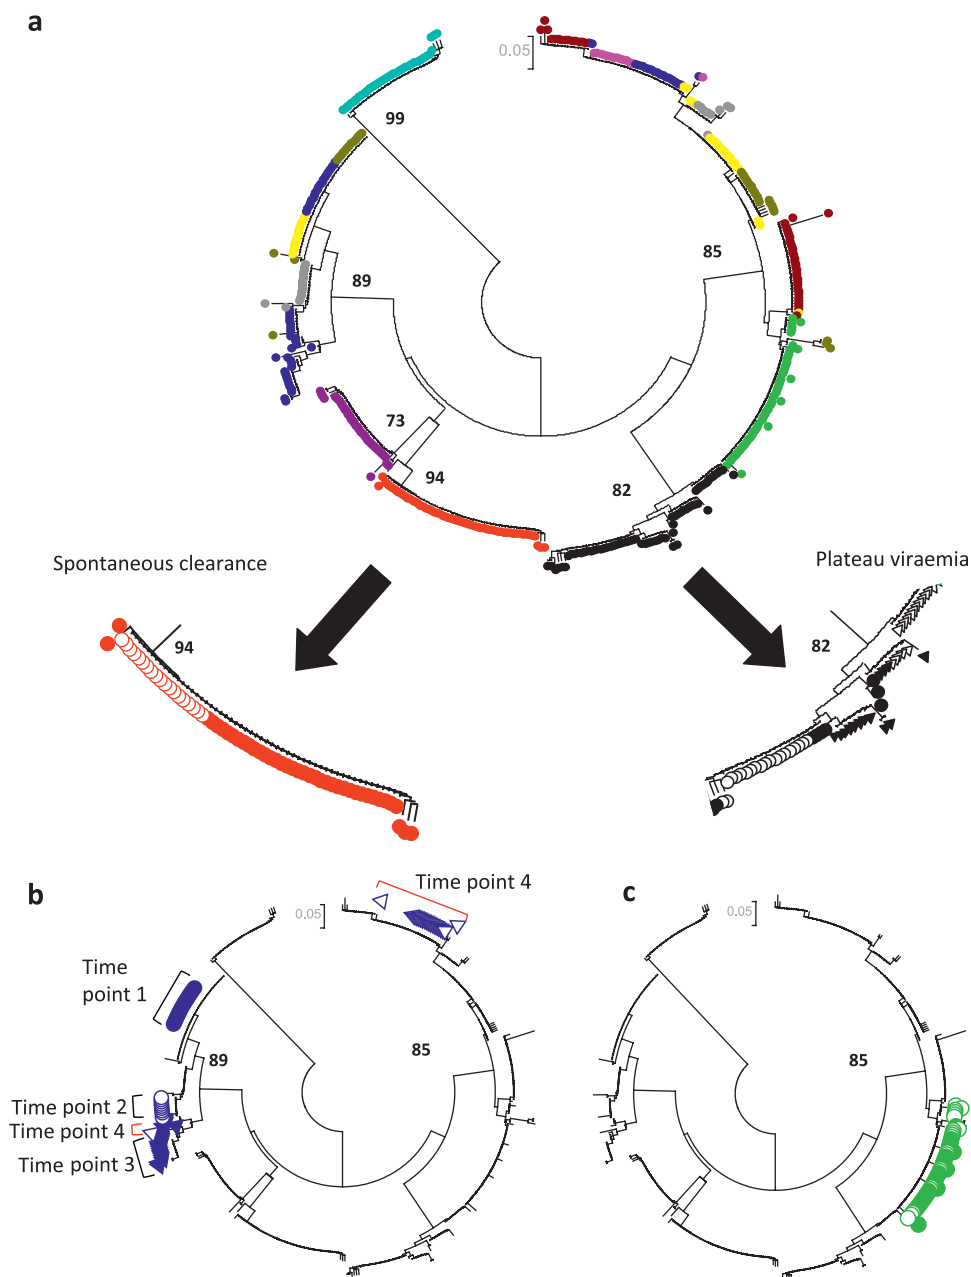 a
0.05
99
85
89
73
94
82
Spontaneous clearance
Plateau viraemia
94
82
b
Time point 4
c
0.05
0.05
Time
point 1
89
85
85
Time point 2
Time point 4
Time point 3